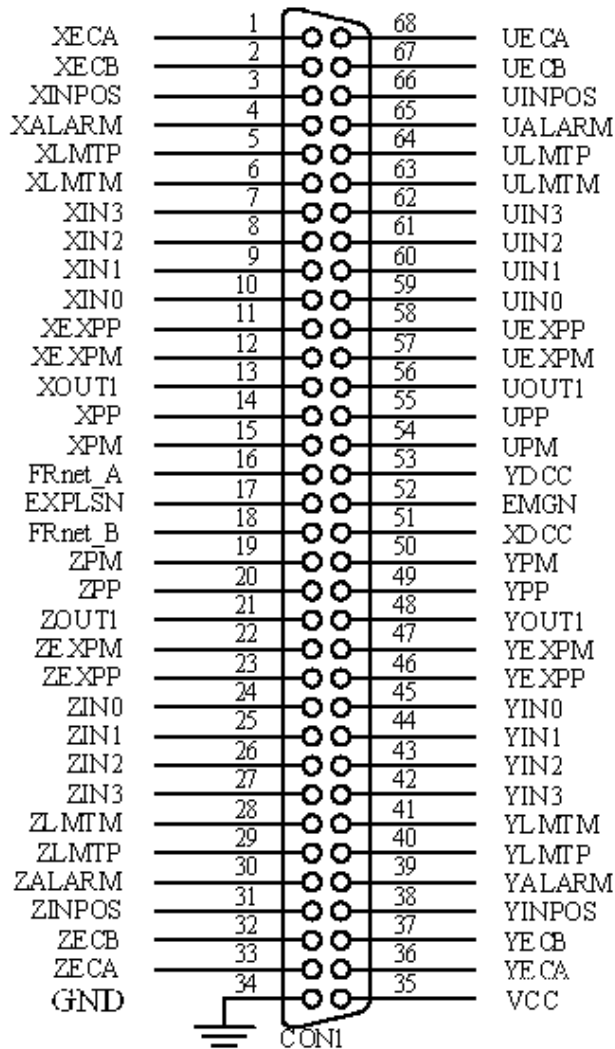 XECA 1 68 UECA
XECB 2 67 UECB
XINPOS 3 66 UINPOS
XALARM 4 65 UALARM
XLMTP 5 64 ULMTP
XLMTM 6 63 ULMTM
XIN3 7 62 UIN3
XIN2 8 61 UIN2
XIN1 9 60 UIN1
XIN0 10 59 UIN0
XEXPP 11 58 UEXPP
XEXPM 12 57 UEXPM
XOUT1 13 56 UOUT1
XPP 14 55 UPP
XPM 15 54 UPM
FRnet_A 16 53 YDCC
EXPLSN 17 52 EMGN
FRnet_B 18 51 XDCC
ZPM 19 50 YPM
ZPP 20 49 YPP
ZOUT1 21 48 YOUT1
ZEXPM 22 47 YEXPM
ZEXPP 23 46 YEXPP
ZIN0 24 45 YIN0
ZIN1 25 44 YIN1
ZIN2 26 43 YIN2
ZIN3 27 42 YIN3
ZLMTM 28 41 YLMTM
ZLMTP 29 40 YLMTP
ZALARM 30 39 YALARM
ZINPOS 31 38 YINPOS
ZECB 32 37 YECB
ZECA 33 36 YECA
GND 34 35 VCC
CON1